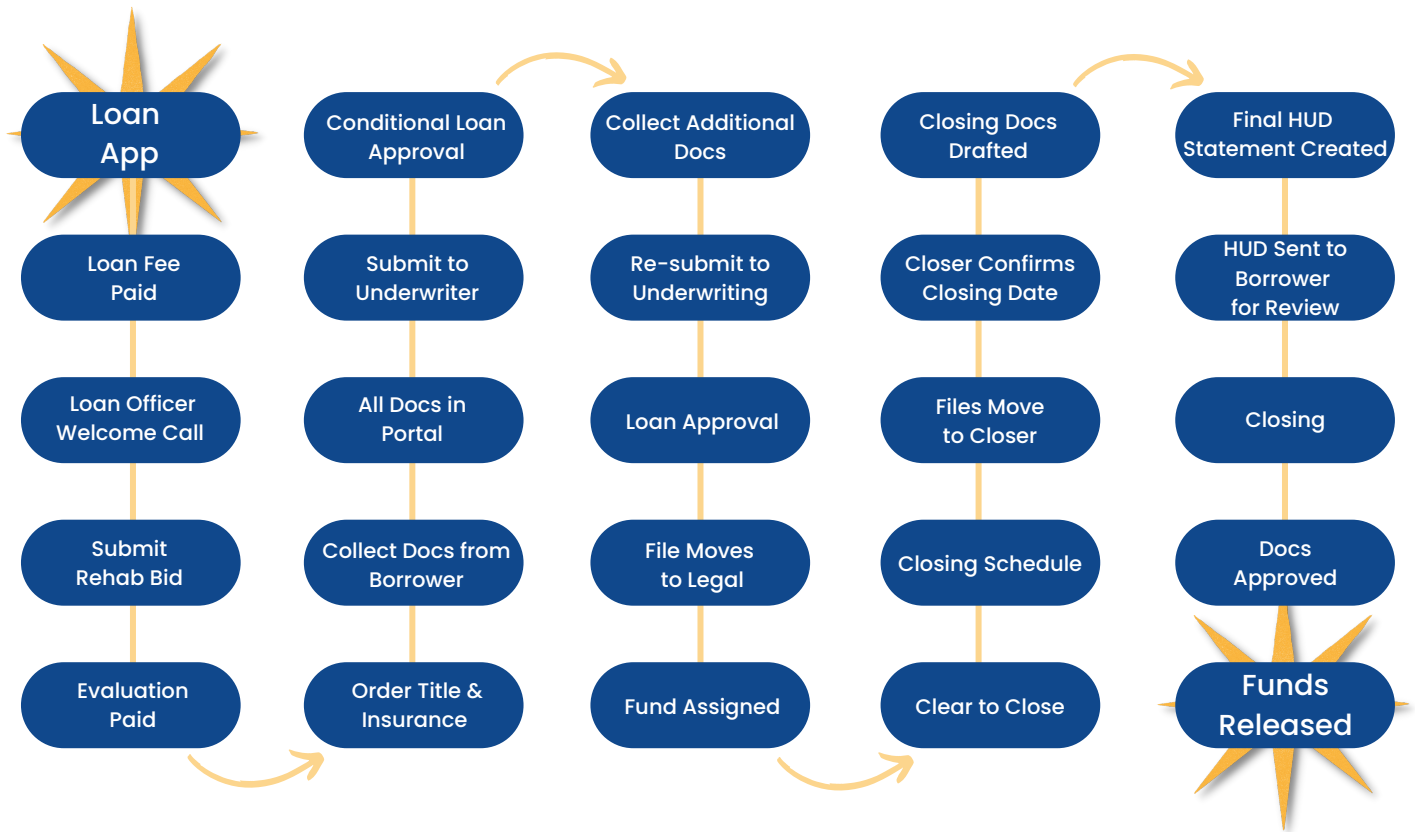 Loan
App
Loan Fee
Paid
Loan Officer
Welcome Call
Submit
Rehab Bid
Evaluation
Paid
Order Title &
Insurance
Collect Docs from
Borrower
All Docs in
Portal
Submit to
Underwriter
Conditional Loan
Approval
Collect Additional
Docs
Re-submit to
Underwriting
Loan Approval
File Moves
to Legal
Fund Assigned
Clear to Close
Closing Schedule
Files Move
to Closer
Closer Confirms
Closing Date
Closing Docs
Drafted
Final HUD
Statement Created
HUD Sent to
Borrower
for Review
Closing
Docs
Approved
Funds
Released